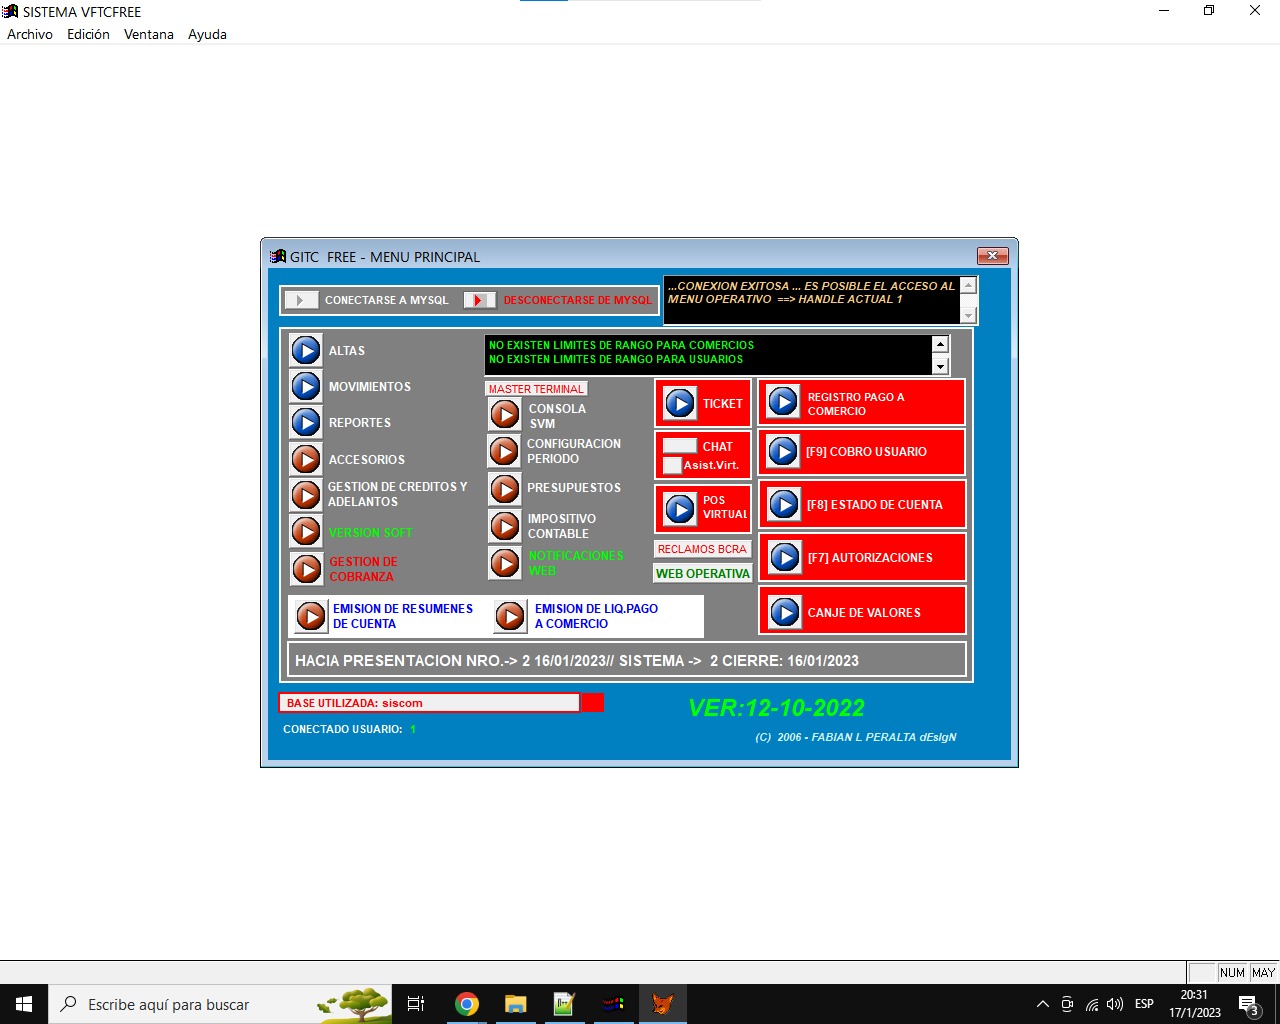 SISTEMA VFTCFREE
Archivo Edición Ventana Ayuda
GITC FREE - MENU PRINCIPAL
CONECTARSE A MYSQL
DESCONECTARSE DE MYSQL
...CONEXION EXITOSA ... ES POSIBLE EL ACCESO AL
MENU OPERATIVO ==> HANDLE ACTUAL 1
NO EXISTEN LIMITES DE RANGO PARA COMERCIOS
NO EXISTEN LIMITES DE RANGO PARA USUARIOS
ALTAS
MOVIMIENTOS
REPORTES
ACCESORIOS
GESTION DE CREDITOS Y
ADELANTOS
VERSION SOFT
GESTION DE
COBRANZA
MASTER TERMINAL
CONSOLA
SVM
CONFIGURACION
PERIODO
PRESUPUESTOS
IMPOSITIVO
CONTABLE
NOTIFICACIONES
WEB
TICKET
CHAT
Asist.Virt.
POS
VIRTUAL
RECLAMOS BCRA
WEB OPERATIVA
REGISTRO PAGO A
COMERCIO
[F9] COBRO USUARIO
[F8] ESTADO DE CUENTA
[F7] AUTORIZACIONES
CANJE DE VALORES
EMISION DE RESUMENES
DE CUENTA
EMISION DE LIQ.PAGO
A COMERCIO
HACIA PRESENTACION NRO.-> 2 16/01/2023// SISTEMA -> 2 CIERRE: 16/01/2023
BASE UTILIZADA: siscom
VER:12-10-2022
CONECTADO USUARIO: 1
(C) 2006 - FABIAN L PERALTA dEsIgN
NUM MAY
Escribe aquí para buscar
ESP
20:31
17/1/2023
3